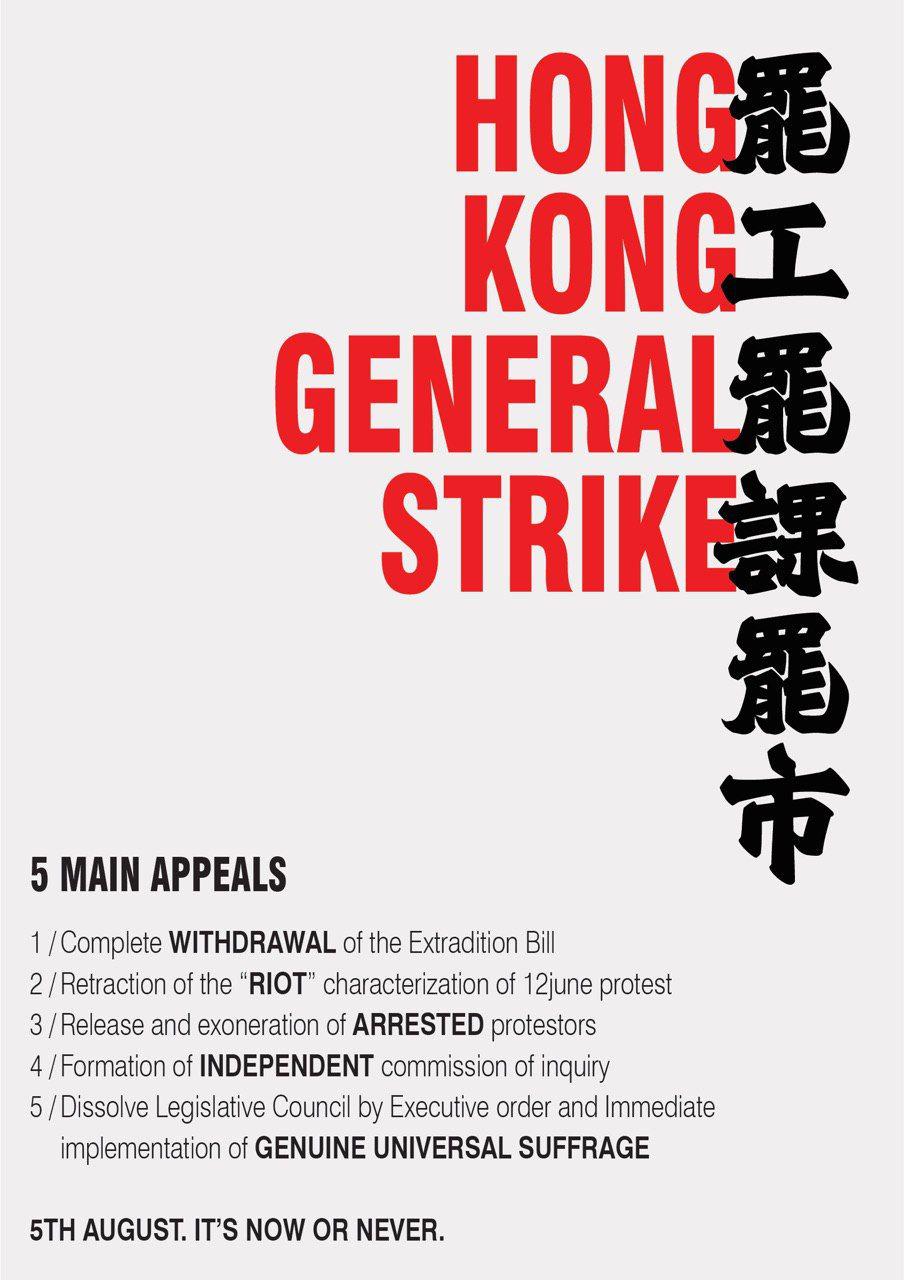 HONG
KONG
GENERAL
STRIKE
罷工罷課罷市
5 MAIN APPEALS
1 / Complete WITHDRAWAL of the Extradition Bill
2 / Retraction of the “RIOT” characterization of 12june protest
3 / Release and exoneration of ARRESTED protestors
4 / Formation of INDEPENDENT commission of inquiry
5 / Dissolve Legislative Council by Executive order and Immediate
implementation of GENUINE UNIVERSAL SUFFRAGE
5TH AUGUST. IT’S NOW OR NEVER.